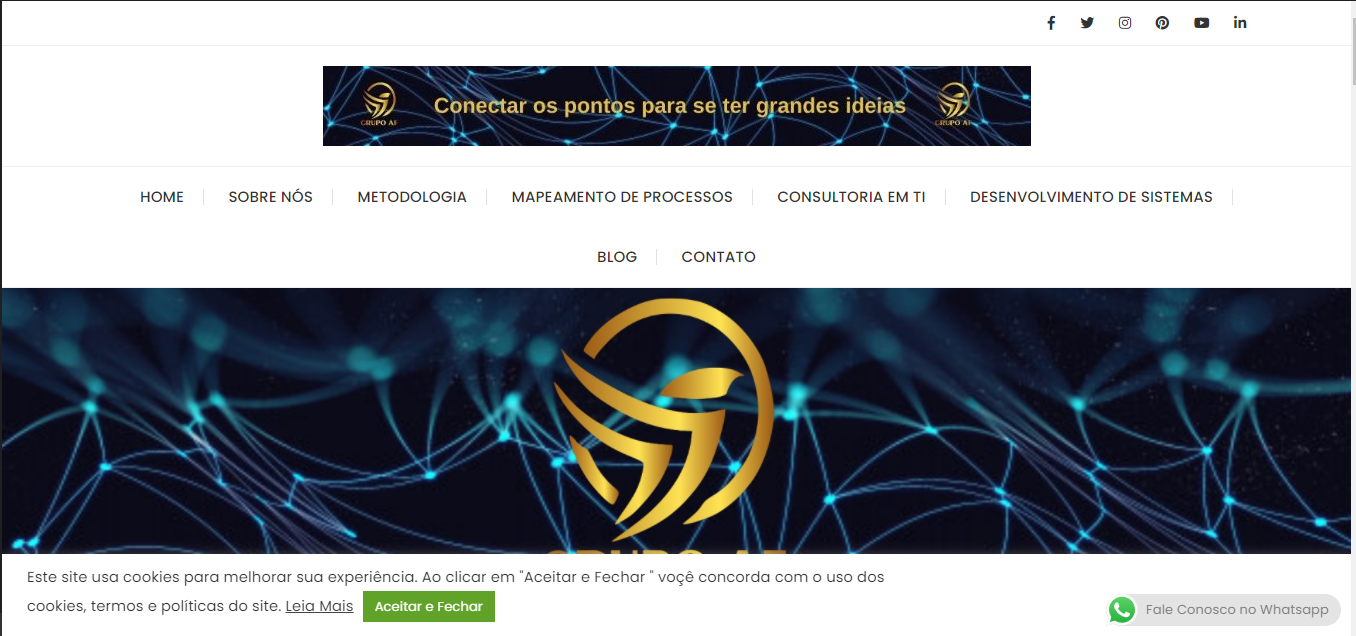 GRUPO AF Conectar os pontos para se ter grandes ideias GRUPO AF
HOME SOBRE NÓS METODOLOGIA MAPEAMENTO DE PROCESSOS CONSULTORIA EM TI DESENVOLVIMENTO DE SISTEMAS
BLOG CONTATO
GRUPO AF
Este site usa cookies para melhorar sua experiência. Ao clicar em "Aceitar e Fechar " voçê concorda com o uso dos
cookies, termos e políticas do site. Leia Mais Aceitar e Fechar
Fale Conosco no Whatsapp